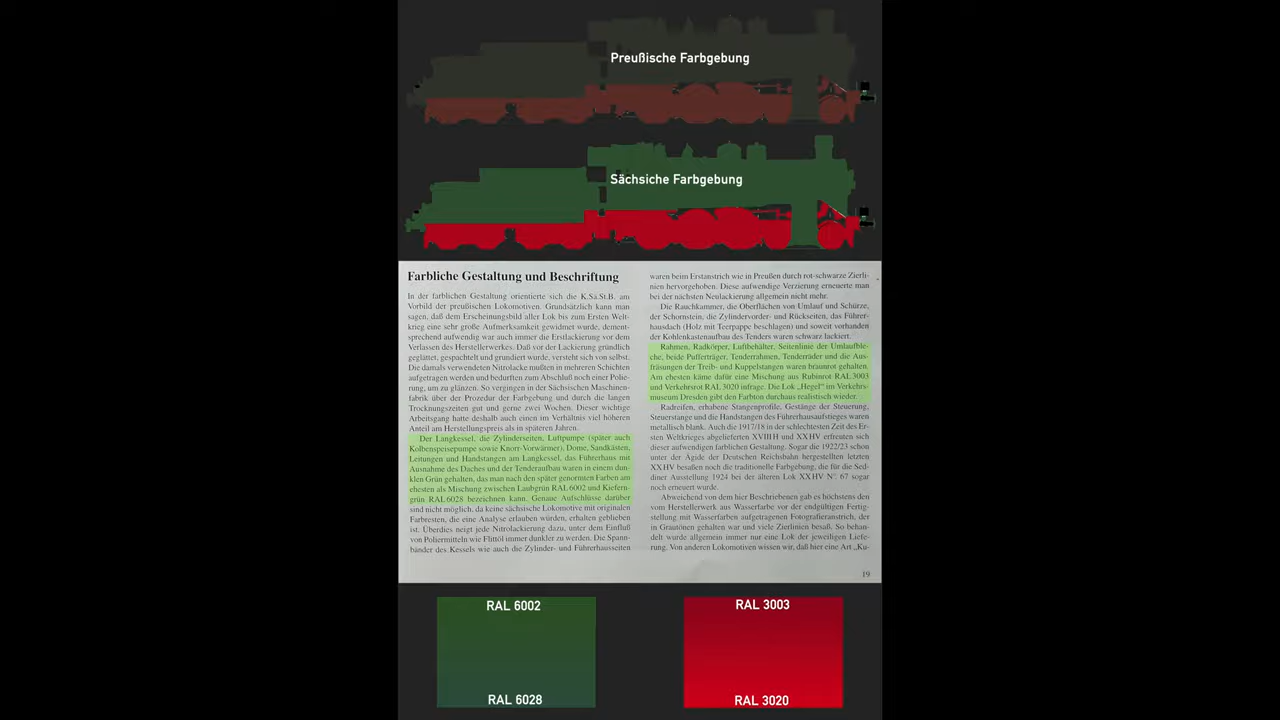 Preußische Farbgebung
Sächsiche Farbgebung
Farbliche Gestaltung und Beschriftung
In der farblichen Gestaltung orientierte sich die K.Sä.St.B. am
Vorbild der preußischen Lokomotiven. Grundsätzlich kann man
sagen, daß dem Erscheinungsbild aller Lok bis zum Ersten Welt-
krieg eine sehr große Aufmerksamkeit gewidmet wurde, dement-
sprechend aufwendig war auch immer die Erstlackierung vor dem
Verlassen des Herstellerwerkes. Daß vor der Lackierung gründlich
geglättet, gespachtelt und grundiert wurde, versteht sich von selbst.
Die damals verwendeten Nitrolacke mußten in mehreren Schichten
aufgetragen werden und bedurften zum Abschluß noch einer Polie-
rung, um zu glänzen. So vergingen in der Sächsischen Maschinen-
fabrik über der Prozedur der Farbgebung und durch die langen
Trocknungszeiten gut und gerne zwei Wochen. Dieser wichtige
Arbeitsgang hatte deshalb auch einen im Verhältnis viel höheren
Anteil am Herstellungspreis als in späteren Jahren.
Der Langkessel, die Zylinderseiten, Luftpumpe (später auch
Kolbenspeisepumpe sowie Knorr-Vorwärmer), Dome, Sandkästen,
Leitungen und Handstangen am Langkessel, das Führerhaus mit
Ausnahme des Daches und der Tenderaufbau waren in einem dun-
klen Grün gehalten, das man nach den später genormten Farben am
ehesten als Mischung zwischen Laubgrün RAL 6002 und Kiefern-
grün RAL 6028 bezeichnen kann. Genaue Aufschlüsse darüber
sind nicht möglich, da keine sächsische Lokomotive mit originalen
Farbresten, die eine Analyse erlauben würden, erhalten geblieben
ist. Überdies neigt jede Nitrolackierung dazu, unter dem Einfluß
von Poliermitteln wie Flittöl immer dunkler zu werden. Die Spann-
bänder des Kessels wie auch die Zylinder- und Führerhausseiten
waren beim Erstanstrich wie in Preußen durch rot-schwarze Zierli-
nien hervorgehoben. Diese aufwendige Verzierung erneuerte man
bei der nächsten Neulackierung allgemein nicht mehr.
Die Rauchkammer, die Oberflächen von Umlauf und Schürze,
der Schornstein, die Zylindervorder- und Rückseiten, das Führer-
hausdach (Holz mit Teerpappe beschlagen) und soweit vorhanden
der Kohlenkastenaufbau des Tenders waren schwarz lackiert.
Rahmen, Radkörper, Luftbehälter, Seitenlinie der Umlaufble-
che, beide Pufferträger, Tenderrahmen, Tenderräder und die Aus-
fräsungen der Treib- und Kuppelstangen waren braunrot gehalten.
Am ehesten käme dafür eine Mischung aus Rubinrot RAL 3003
und Verkehrsrot RAL 3020 infrage. Die Lok „Hegel" im Verkehrs-
museum Dresden gibt den Farbton durchaus realistisch wieder.
Radreifen, erhabene Stangenprofile, Gestänge der Steuerung,
Steuerstange und die Handstangen des Führerhausaufstieges waren
metallisch blank. Auch die 1917/18 in der schlechtesten Zeit des Er-
sten Weltkrieges abgelieferten XVIII H und XX HV erfreuten sich
dieser aufwendigen farblichen Gestaltung. Sogar die 1922/23 schon
unter der Ägide der Deutschen Reichsbahn hergestellten letzten
XX HV besaßen noch die traditionelle Farbgebung, die für die Sed-
diner Ausstellung 1924 bei der älteren Lok XX HV N° 67 sogar
noch erneuert wurde.
Abweichend von dem hier Beschriebenen gab es höchstens den
vom Herstellerwerk aus Wasserfarbe vor der endgültigen Fertig-
stellung mit Wasserfarben aufgetragenen Fotografieranstrich, der
in Grautönen gehalten war und viele Zierlinien besaß. So behan-
delt wurde allgemein immer nur eine Lok der jeweiligen Liefe-
rung. Von anderen Lokomotiven wissen wir, daß hier eine Art „Ku-
19
RAL 6002
RAL 3003
RAL 6028
RAL 3020